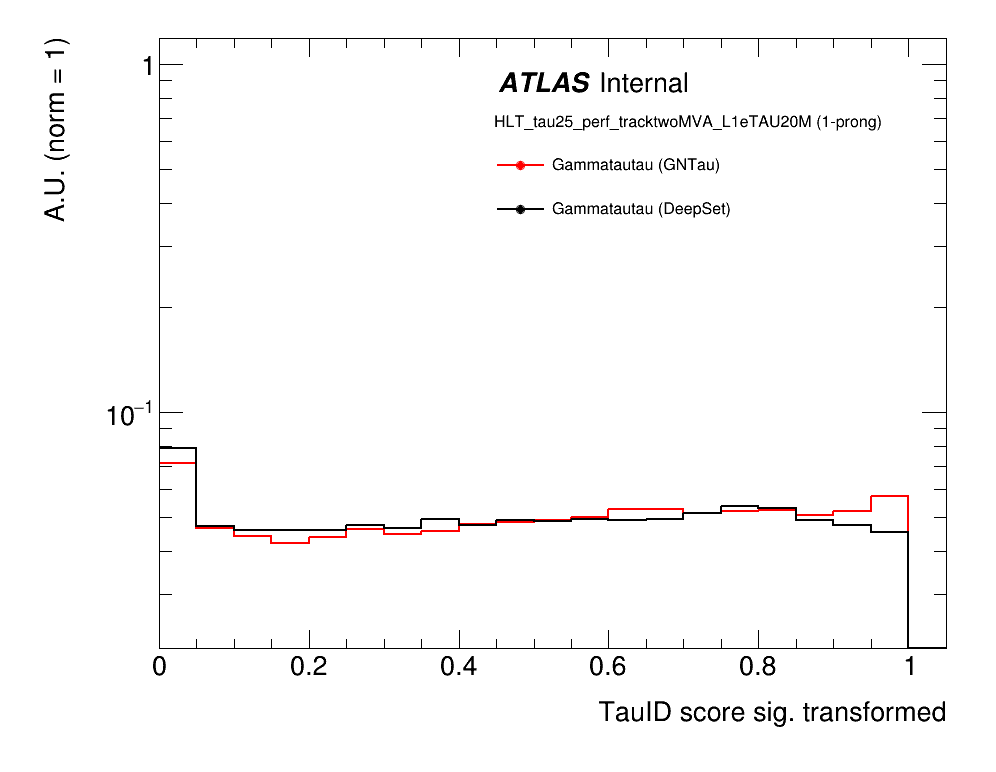 A.U. (norm = 1)
1
10⁻¹
ATLAS Internal
HLT_tau25_perf_tracktwoMVA_L1eTAU20M (1-prong)
Gammatautau (GNTau)
Gammatautau (DeepSet)
0 0.2 0.4 0.6 0.8 1
TauID score sig. transformed